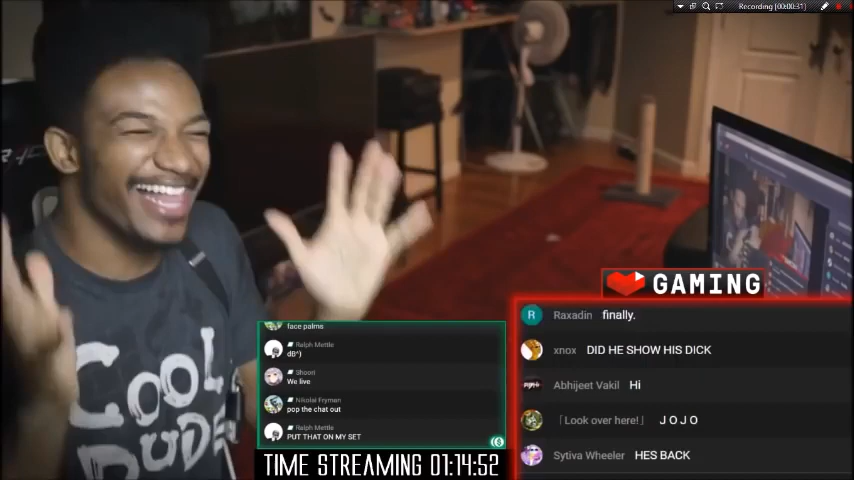 Recording [00:00:31]
COOL
DUDE
GAMING
Raxadin finally.
xnox DID HE SHOW HIS DICK
Abhijeet Vakil Hi
「Look over here!」 J O J O
Sytiva Wheeler HES BACK
face palms
Ralph Mettle
dB^)
Shoori
We live
Nikolai Frymen
pop the chat out
Ralph Mettle
PUT THAT ON MY SET
TIME STREAMING 01:14:52